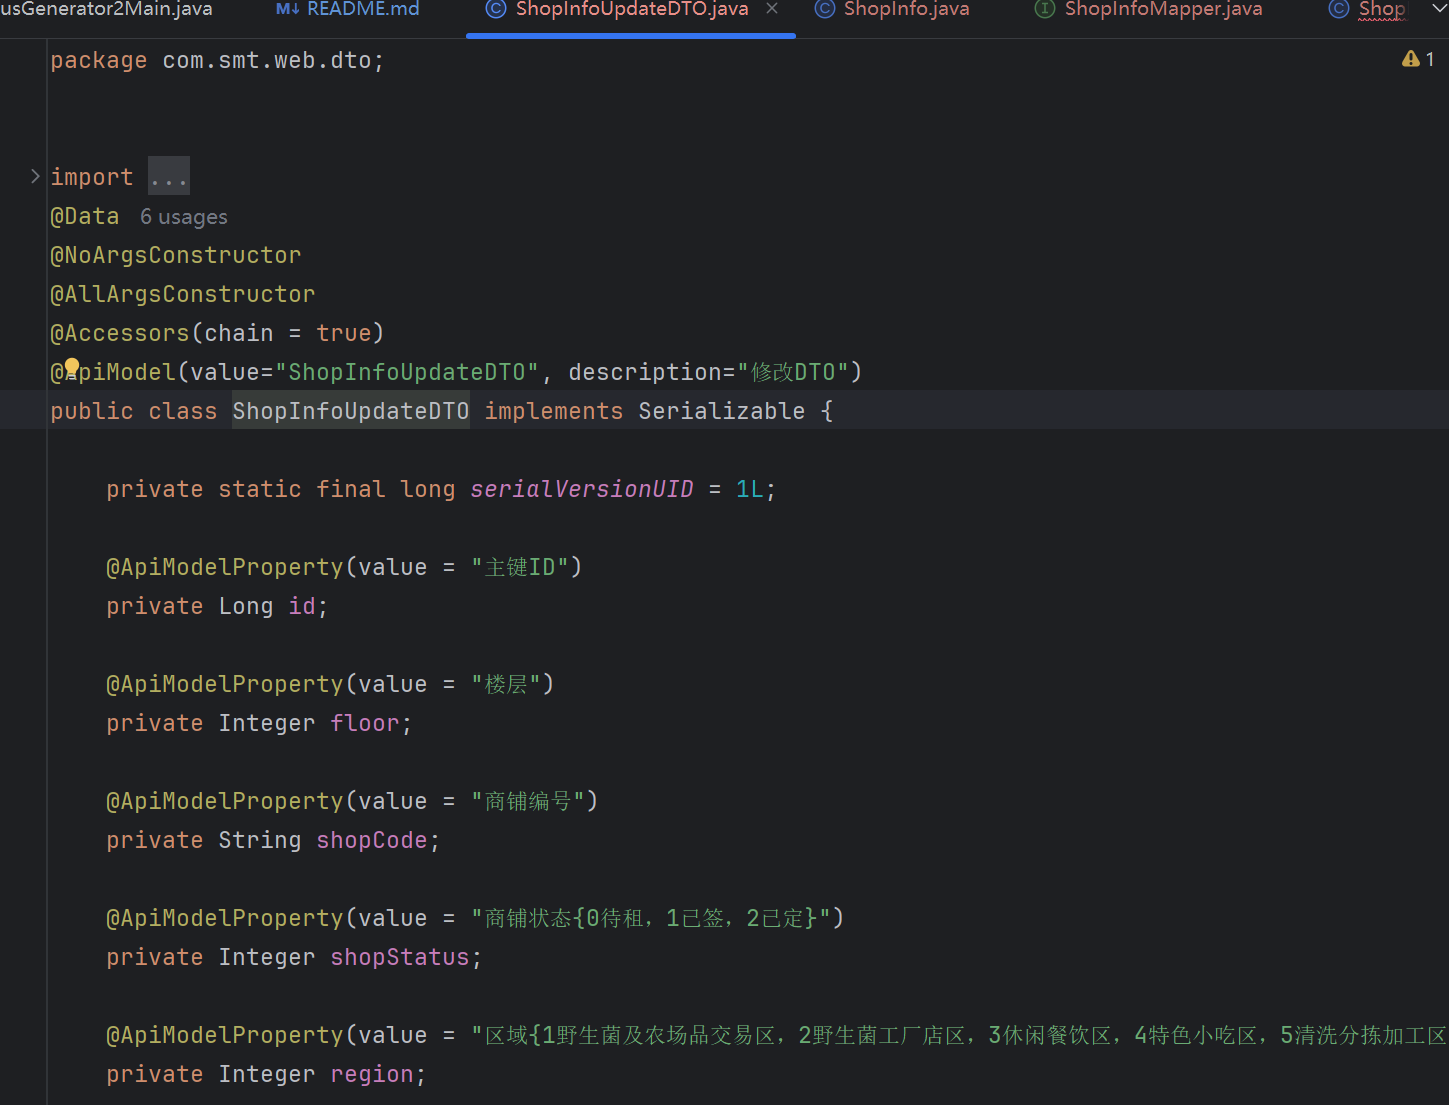 usGenerator2Main.java README.md ShopInfoUpdateDTO.java ShopInfo.java ShopInfoMapper.java Shop
package com.smt.web.dto;
1
import ...
@Data 6 usages
@NoArgsConstructor
@AllArgsConstructor
@Accessors(chain = true)
@ApiModel(value="ShopInfoUpdateDTO", description="修改DTO")
public class ShopInfoUpdateDTO implements Serializable {
private static final long serialVersionUID = 1L;
@ApiModelProperty(value = "主键ID")
private Long id;
@ApiModelProperty(value = "楼层")
private Integer floor;
@ApiModelProperty(value = "商铺编号")
private String shopCode;
@ApiModelProperty(value = "商铺状态{0待租，1已签，2已定}")
private Integer shopStatus;
@ApiModelProperty(value = "区域{1野生菌及农场品交易区，2野生菌工厂店区，3休闲餐饮区，4特色小吃区，5清洗分拣加工区
private Integer region;